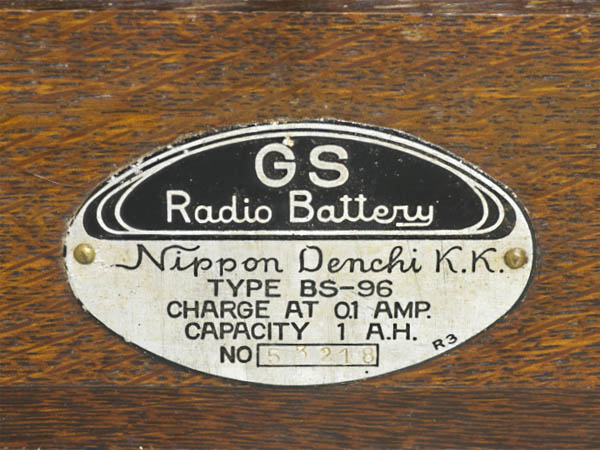 GS
Radio Battery
Nippon Denchi K.K.
TYPE BS-96
CHARGE AT 0.1 AMP.
CAPACITY 1 A.H.
NO 53218
R3